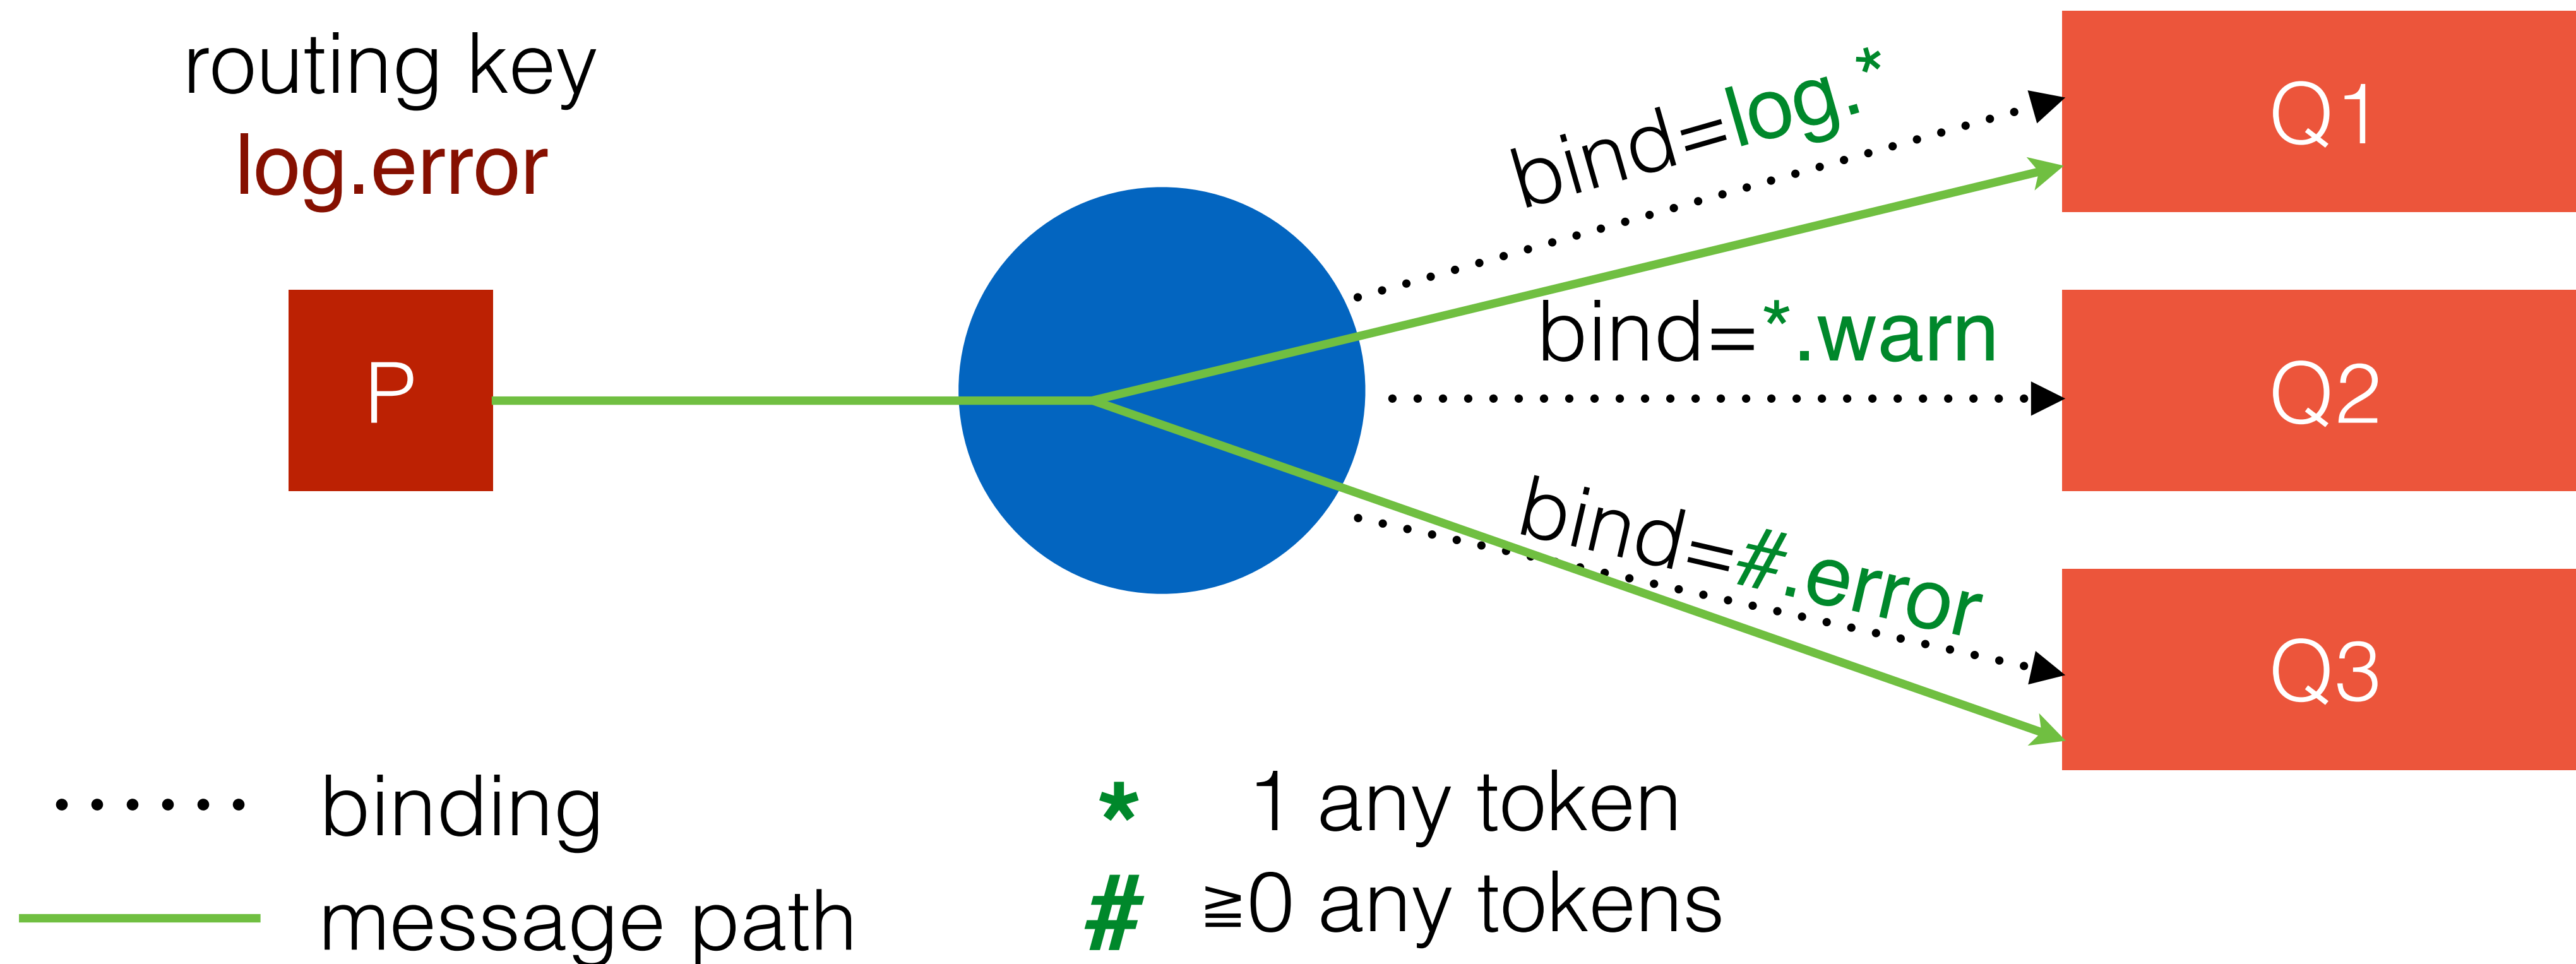 routing key
log.error
P
bind=log.*
Q1
bind=*.warn
Q2
bind=#.error
Q3
binding
message path
* 1 any token
# ≧0 any tokens